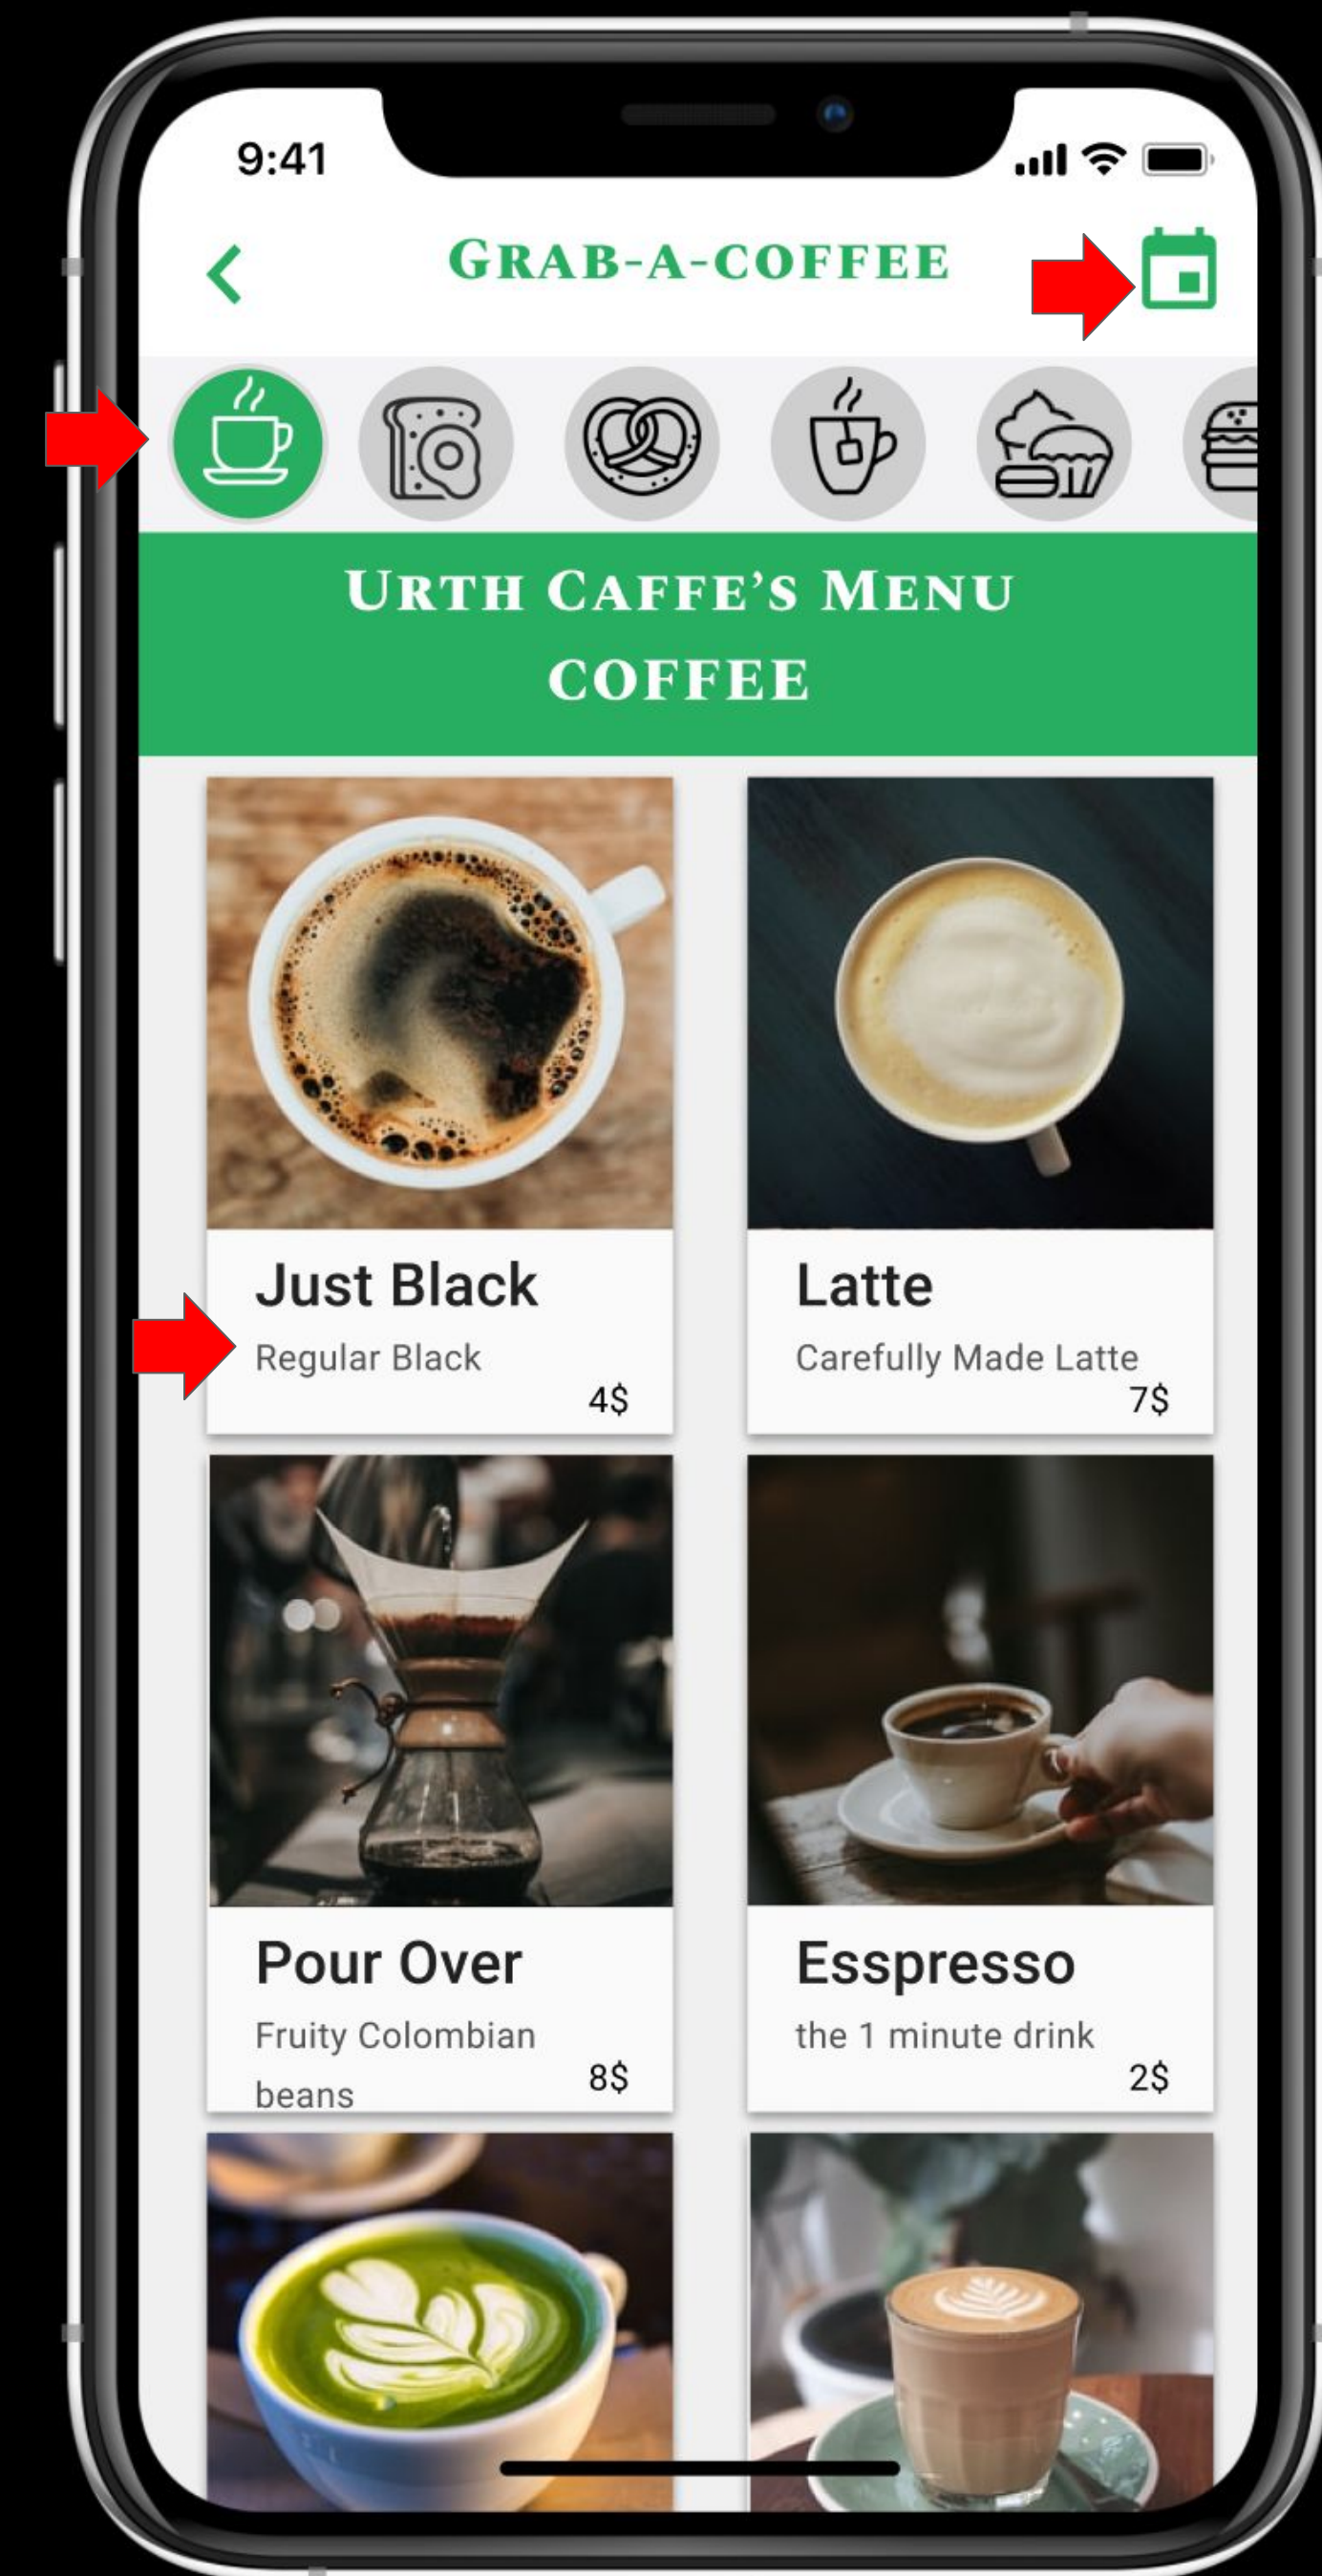 9:41
GRAB-A-COFFEE
URTH CAFFE'S MENU
COFFEE
Just Black
Regular Black
4$
Latte
Carefully Made Latte
7$
Pour Over
Fruity Colombian
beans
8$
Esspresso
the 1 minute drink
2$